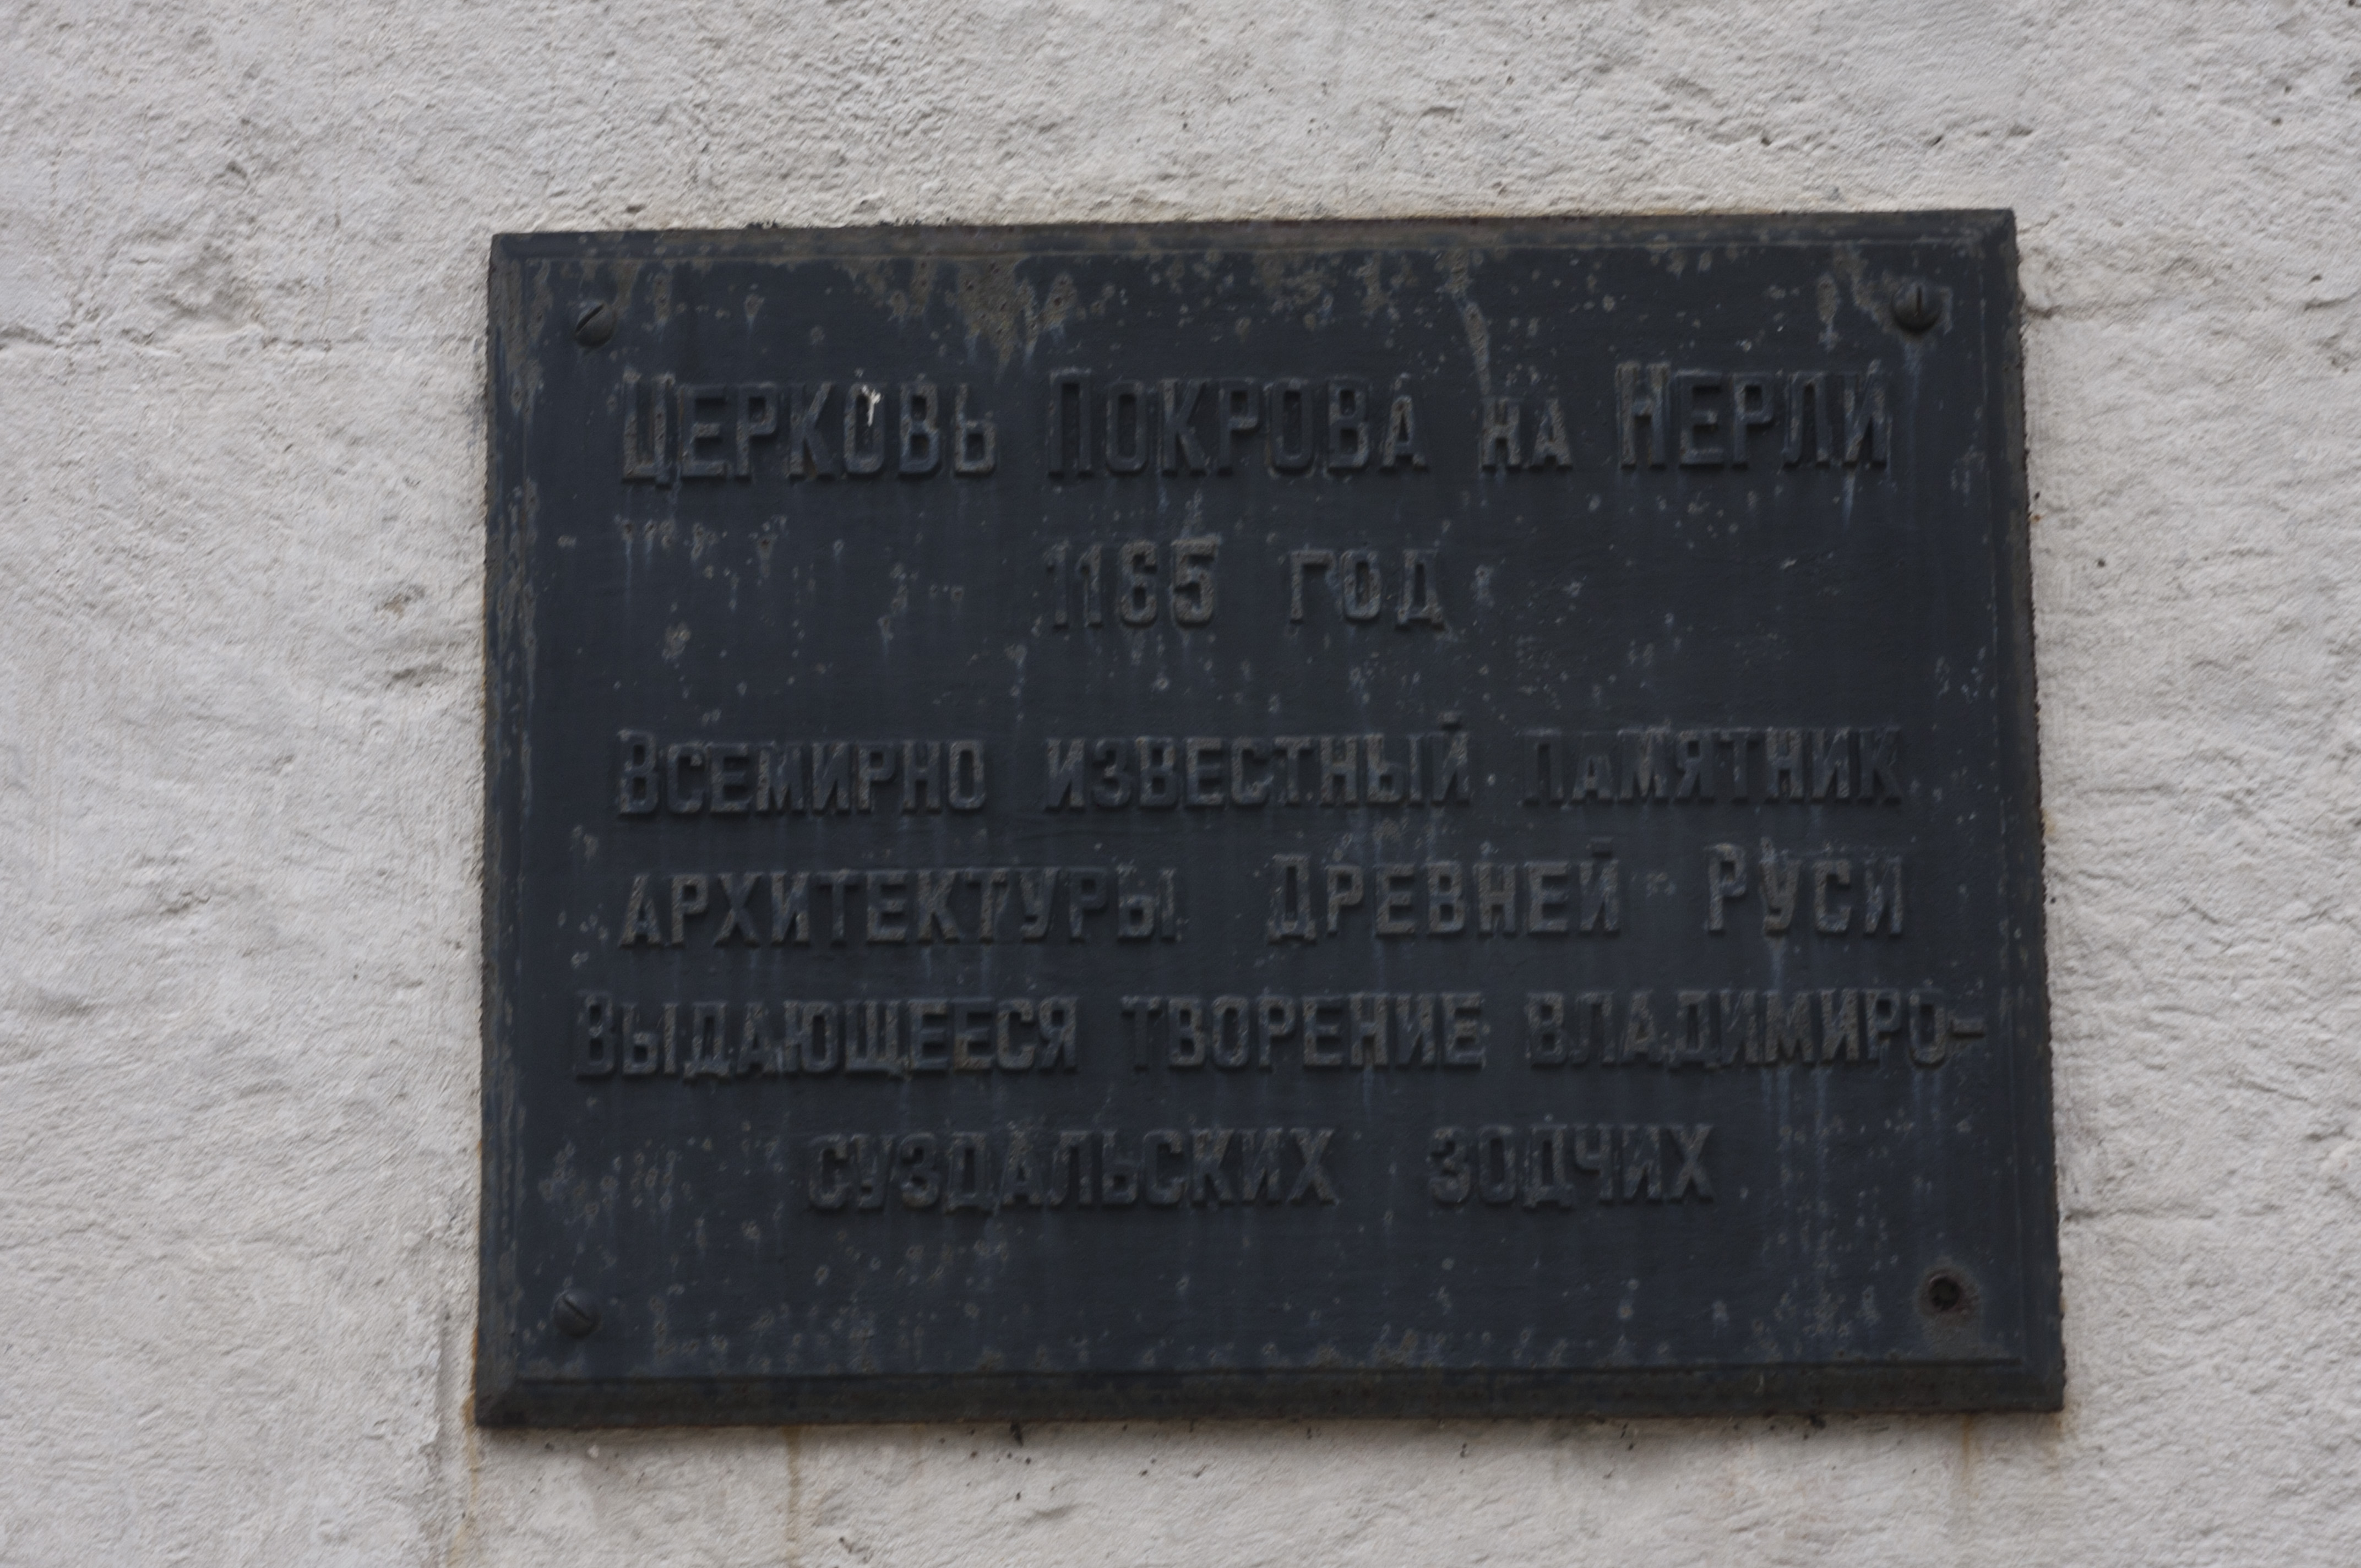 Церковь Покрова на Нерли
1165 год
Всемирно известный памятник
архитектуры Древней Руси
Выдающееся творение владимиро-
суздальских зодчих